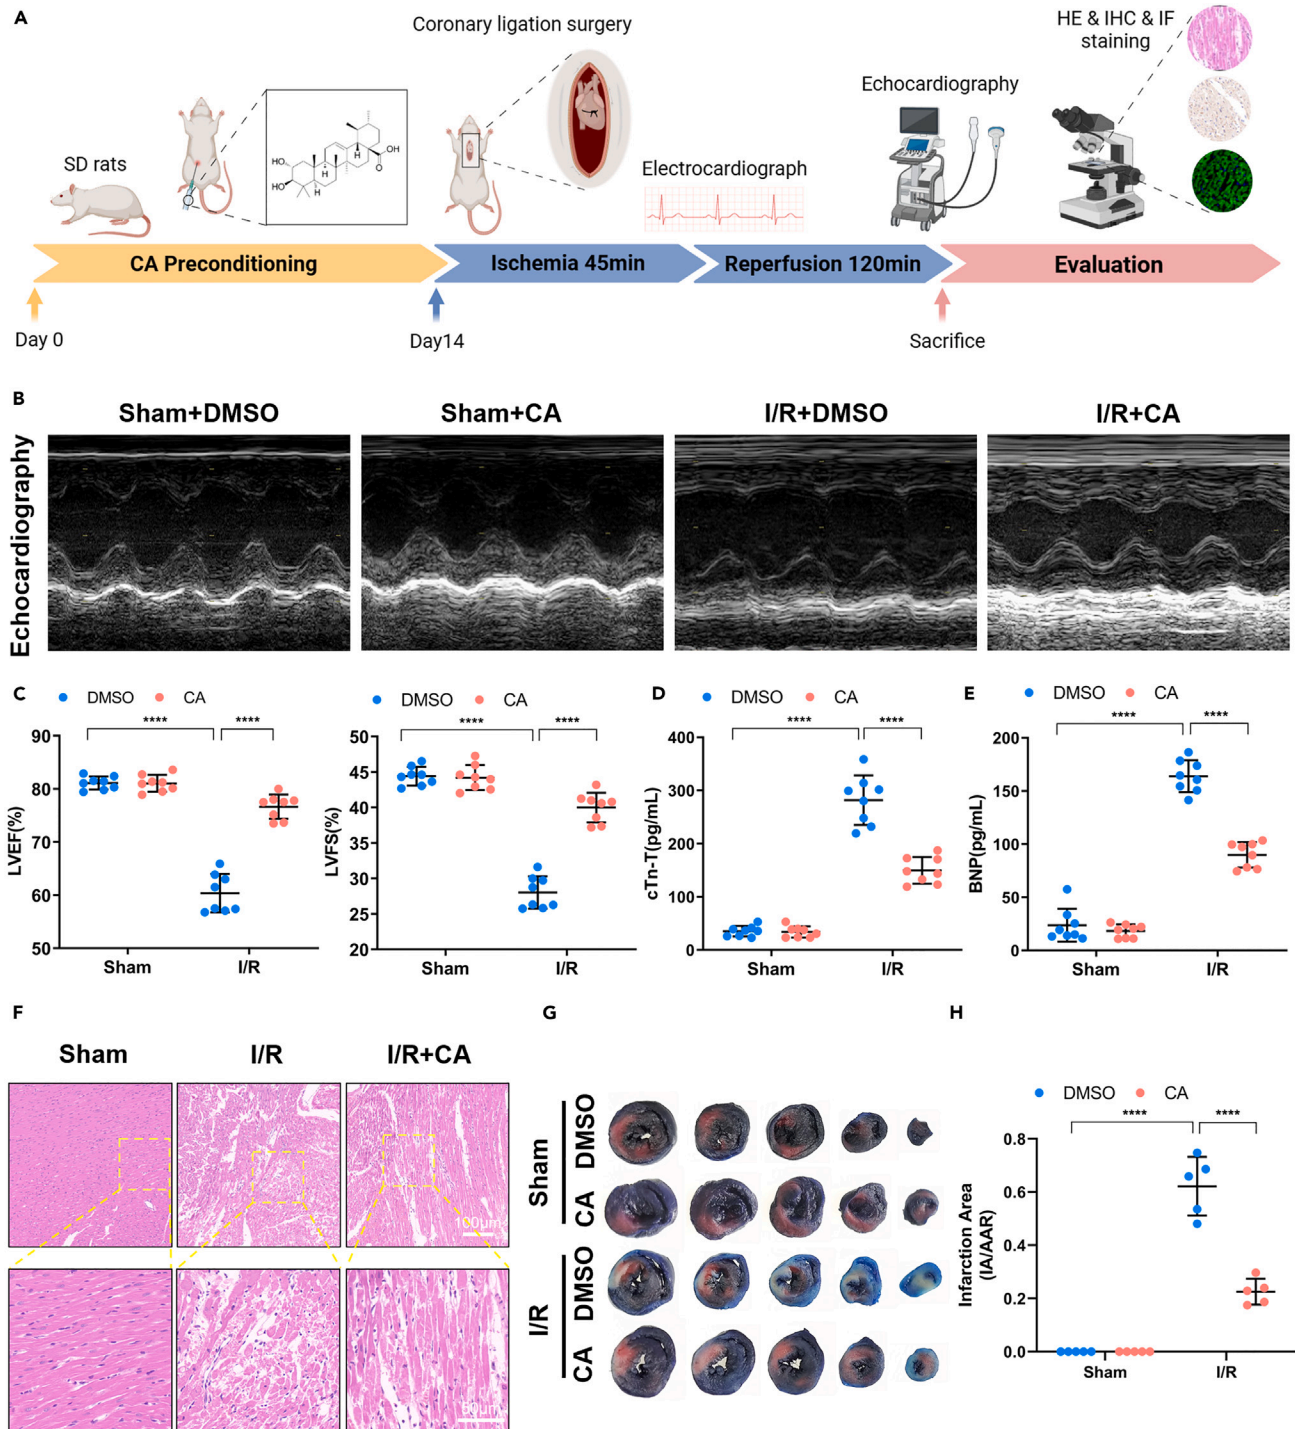 A
SD rats
OH
O
HO
HO
H
H
H
Coronary ligation surgery
Electrocardiograph
Echocardiography
HE & IHC & IF
staining
CA Preconditioning
Ischemia 45min
Reperfusion 120min
Evaluation
Day 0
Day14
Sacrifice
B
Sham+DMSO
Sham+CA
I/R+DMSO
I/R+CA
Echocardiography
C
DMSO CA
**** ****
LVEF(%)
90
80
70
60
50
Sham I/R
DMSO CA
**** ****
LVFS(%)
50
45
40
35
30
25
20
Sham I/R
D
DMSO CA
**** ****
cTn-T(pg/mL)
400
300
200
100
0
Sham I/R
E
DMSO CA
**** ****
BNP(pg/mL)
200
150
100
50
0
Sham I/R
F
Sham I/R I/R+CA
100um
50um
G
Sham
DMSO
CA
I/R
DMSO
CA
H
DMSO CA
**** ****
Infarction Area
(IA/AAR)
0.8
0.6
0.4
0.2
0.0
Sham I/R